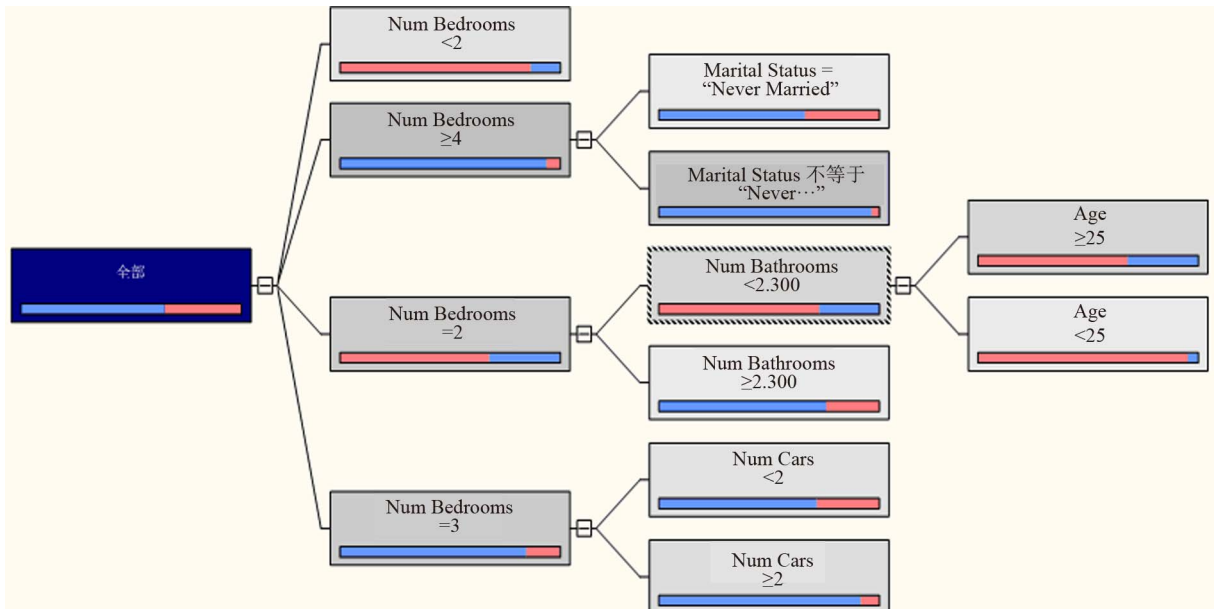 全部
Num Bedrooms
<2
Num Bedrooms
≥4
Num Bedrooms
=2
Num Bedrooms
=3
Marital Status =
“Never Married”
Marital Status 不等于
“Never···”
Num Bathrooms
<2.300
Num Bathrooms
≥2.300
Num Cars
<2
Num Cars
≥2
Age
≥25
Age
<25